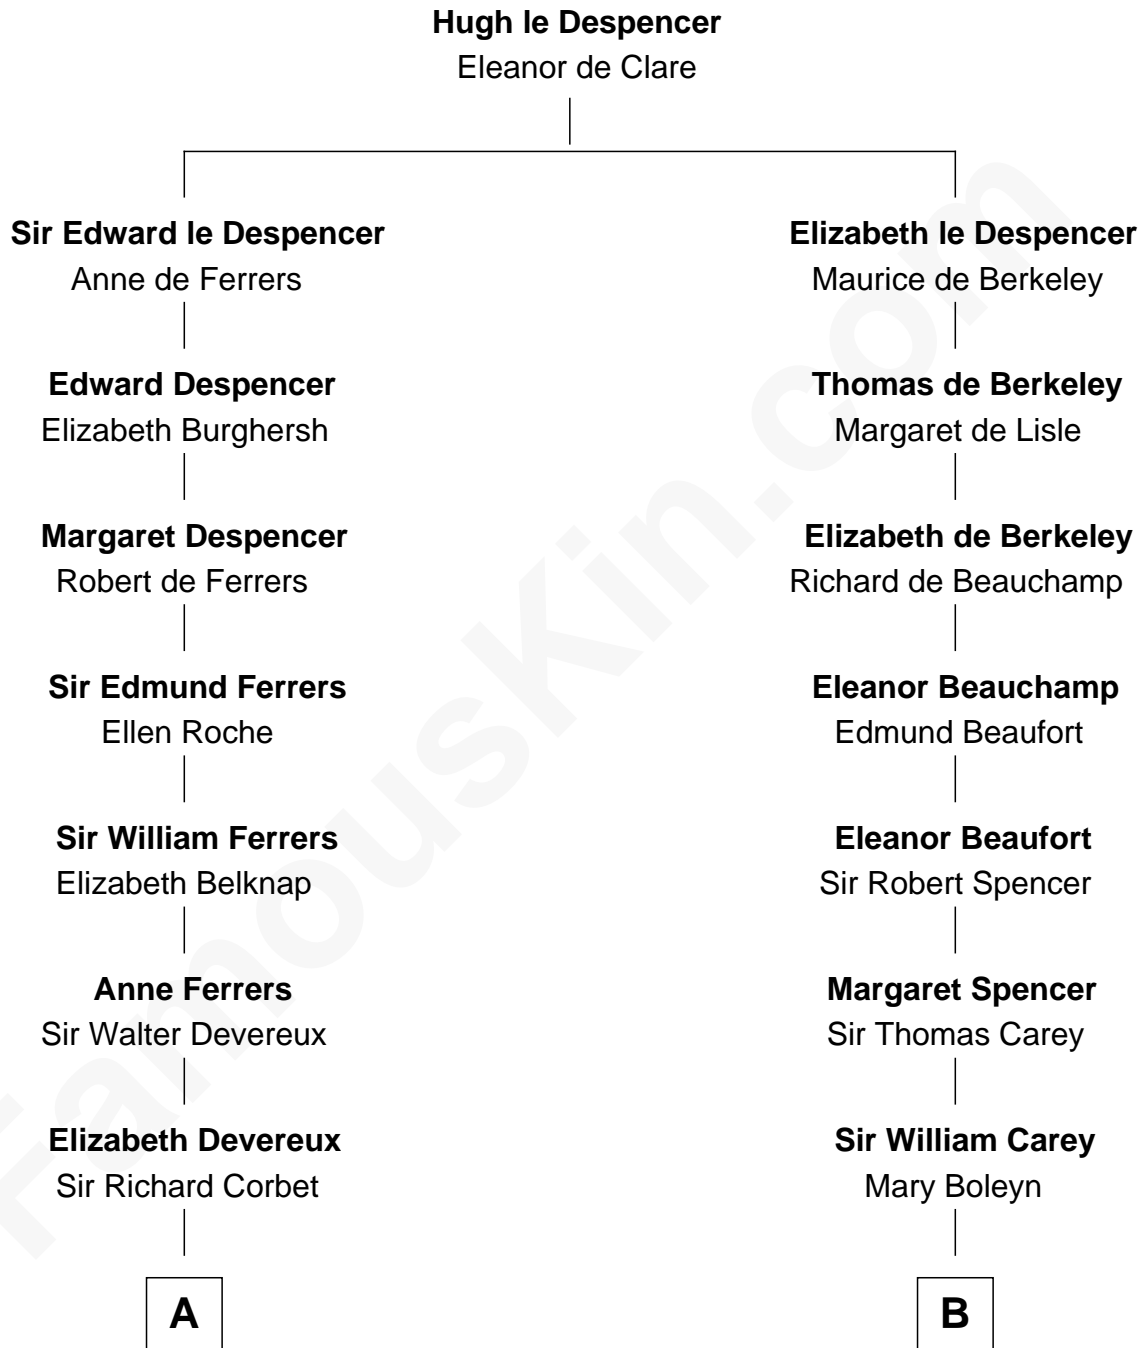 Hugh le Despencer
Eleanor de Clare
Sir Edward le Despencer
Anne de Ferrers
Elizabeth le Despencer
Maurice de Berkeley
Edward Despencer
Elizabeth Burghersh
Thomas de Berkeley
Margaret de Lisle
Margaret Despencer
Robert de Ferrers
Elizabeth de Berkeley
Richard de Beauchamp
Sir Edmund Ferrers
Ellen Roche
Eleanor Beauchamp
Edmund Beaufort
Sir William Ferrers
Elizabeth Belknap
Eleanor Beaufort
Sir Robert Spencer
Anne Ferrers
Sir Walter Devereux
Margaret Spencer
Sir Thomas Carey
Elizabeth Devereux
Sir Richard Corbet
Sir William Carey
Mary Boleyn
A
B
FamousKin.com